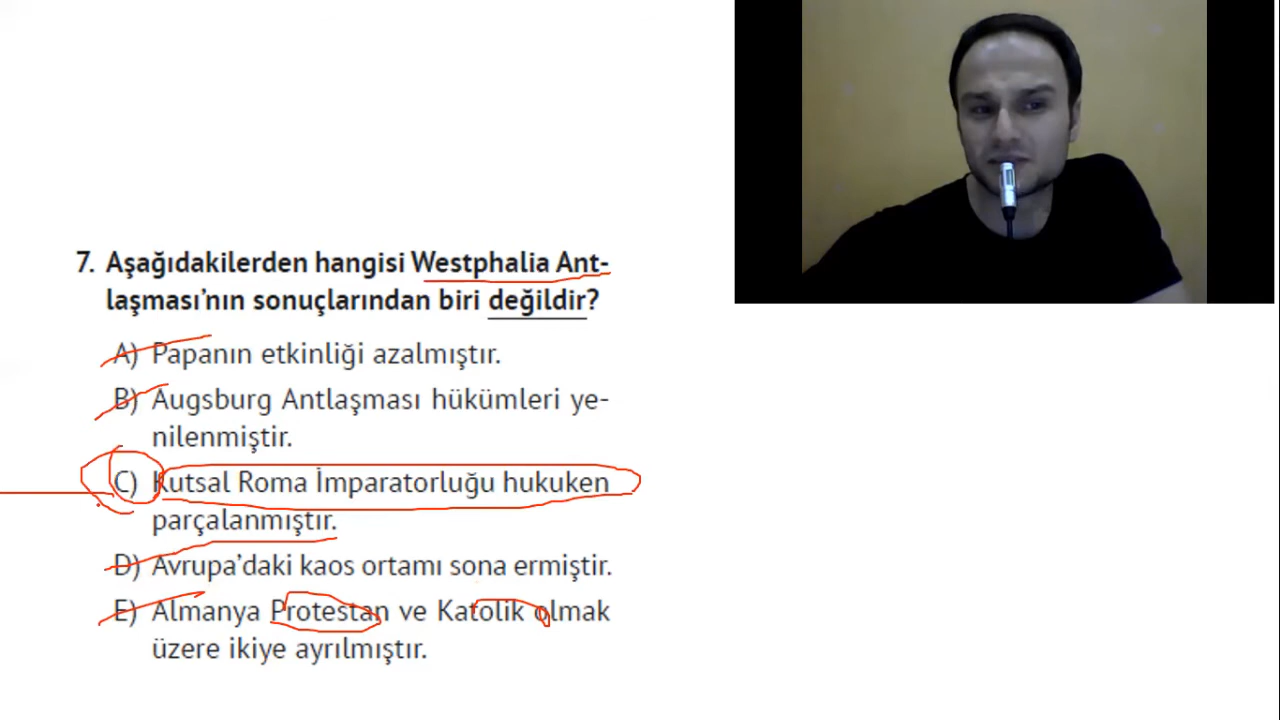 7. Aşağıdakilerden hangisi Westphalia Ant-
laşması’nın sonuçlarından biri değildir?
A) Papanın etkinliği azalmıştır.
B) Augsburg Antlaşması hükümleri ye-
nilenmiştir.
C) Kutsal Roma İmparatorluğu hukuken
parçalanmıştır.
D) Avrupa’daki kaos ortamı sona ermiştir.
E) Almanya Protestan ve Katolik olmak
üzere ikiye ayrılmıştır.